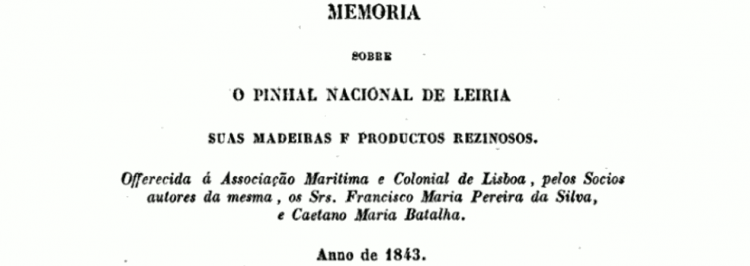 MEMORIA
SOBRE
O PINHAL NACIONAL DE LEIRIA
SUAS MADEIRAS E PRODUCTOS REZINOSOS.
Offerecida á Associação Maritima e Colonial de Lisboa, pelos Socios
autores da mesma, os Srs. Francisco Maria Pereira da Silva,
e Caetano Maria Batalha.
Anno de 1843.